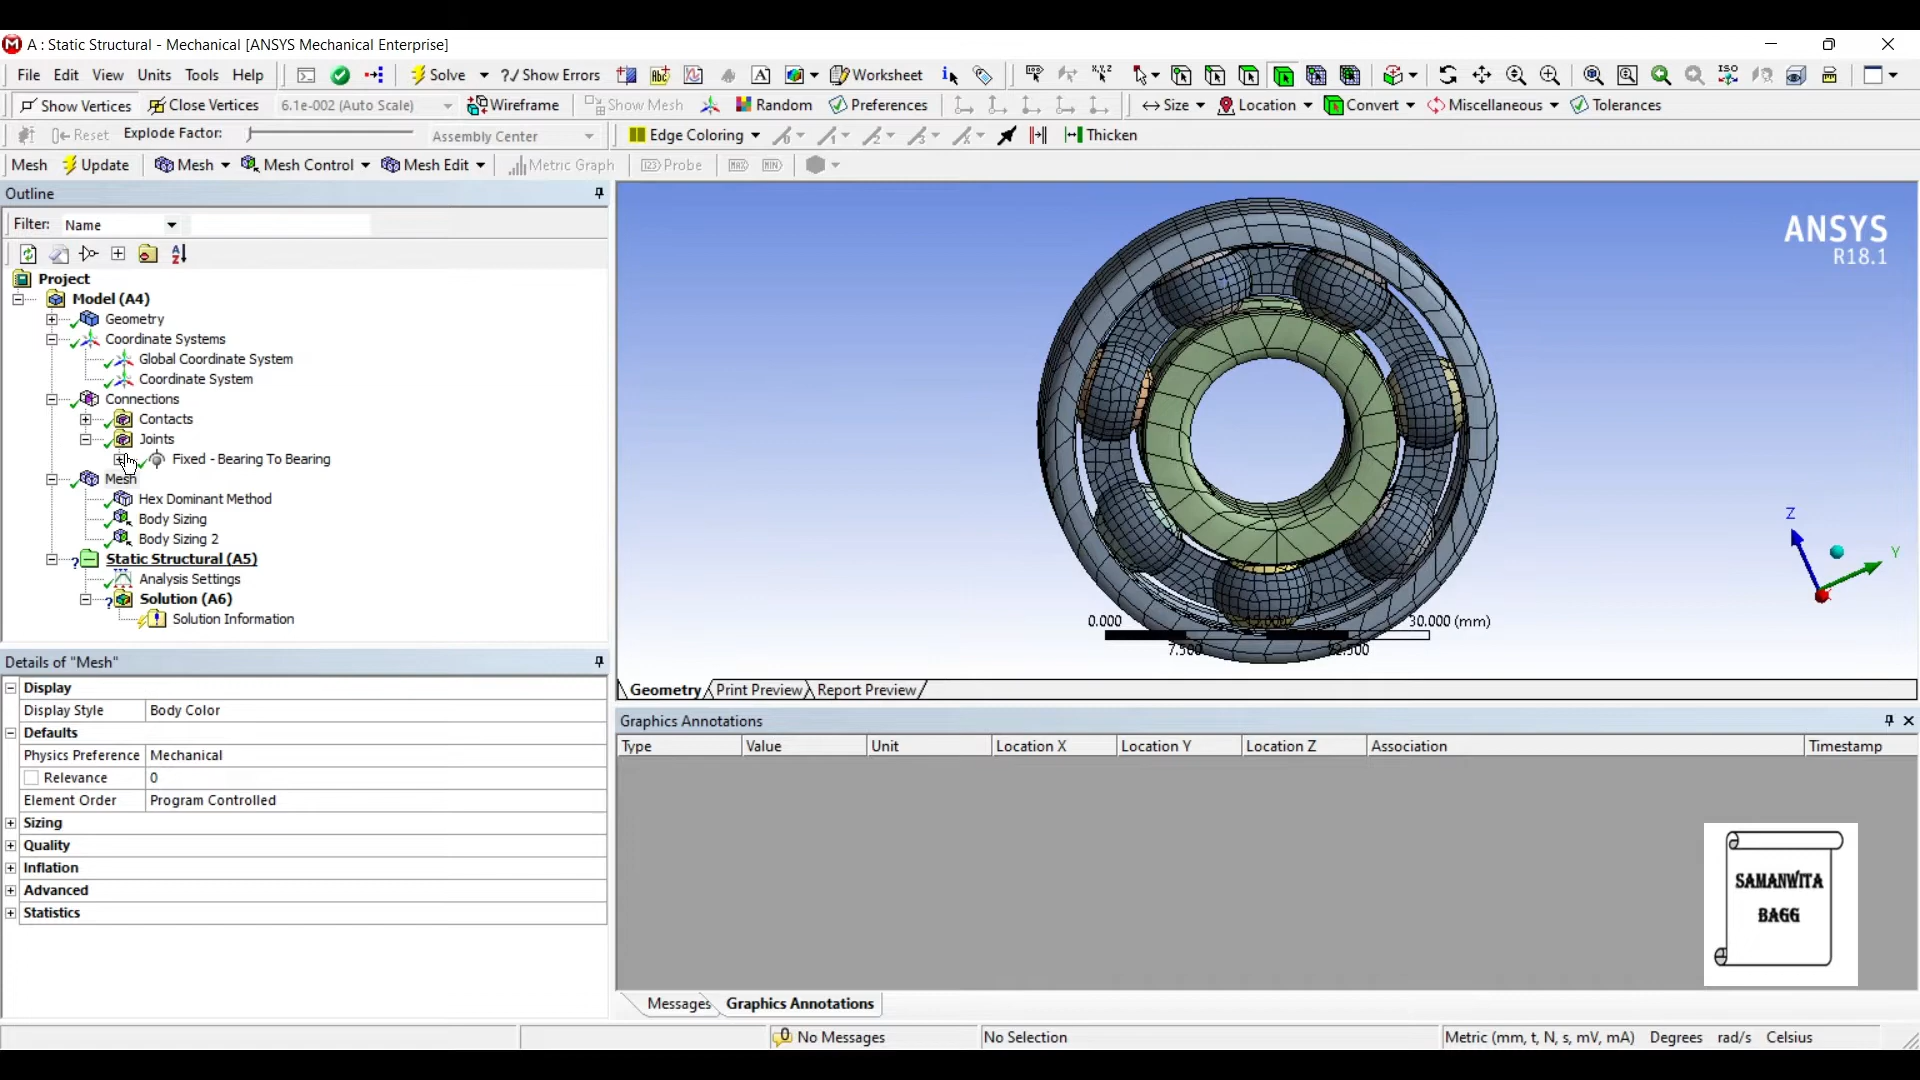 A : Static Structural - Mechanical [ANSYS Mechanical Enterprise]
File Edit View Units Tools Help Solve ?/ Show Errors Worksheet
Show Vertices Close Vertices 6.1e-002 (Auto Scale) Wireframe Show Mesh Random Preferences Size Location Convert Miscellaneous Tolerances
Reset Explode Factor: Assembly Center Edge Coloring Thicken
Mesh Update Mesh Mesh Control Mesh Edit Metric Graph Probe
Outline
Filter: Name
Project
Model (A4)
Geometry
Coordinate Systems
Global Coordinate System
Coordinate System
Connections
Contacts
Joints
Fixed - Bearing To Bearing
Mesh
Hex Dominant Method
Body Sizing
Body Sizing 2
Static Structural (A5)
Analysis Settings
Solution (A6)
Solution Information
Details of "Mesh"
Display
Display Style Body Color
Defaults
Physics Preference Mechanical
Relevance 0
Element Order Program Controlled
Sizing
Quality
Inflation
Advanced
Statistics
ANSYS
R18.1
Z
Y
0.000 30.000 (mm)
7.500 22.500
Geometry Print Preview Report Preview
Graphics Annotations
Type Value Unit Location X Location Y Location Z Association Timestamp
SAMANWITA
BAGG
Messages Graphics Annotations
0 No Messages No Selection Metric (mm, t, N, s, mV, mA) Degrees rad/s Celsius